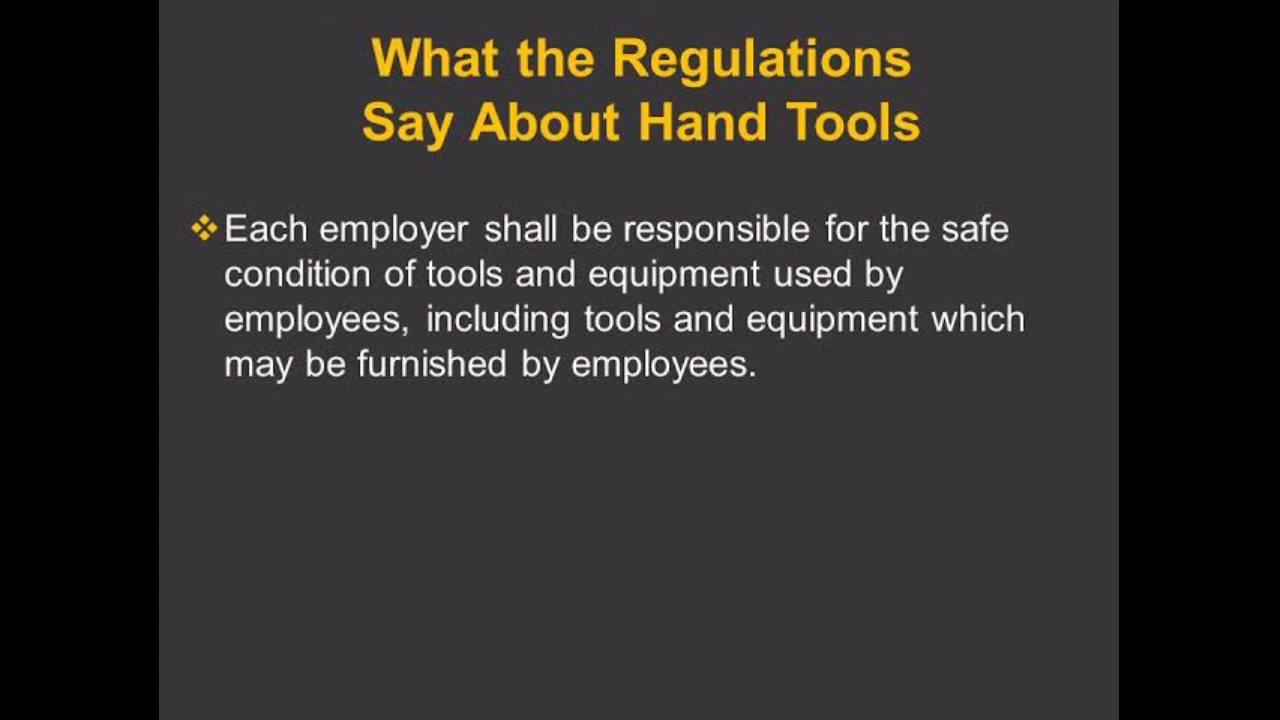 What the Regulations
Say About Hand Tools
Each employer shall be responsible for the safe
condition of tools and equipment used by
employees, including tools and equipment which
may be furnished by employees.